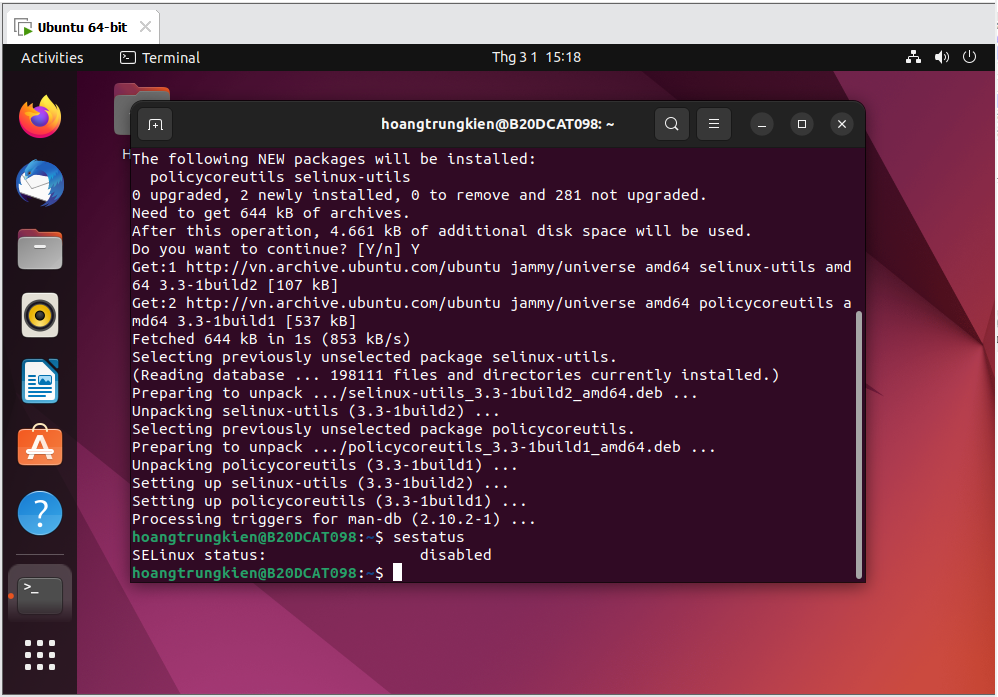 Ubuntu 64-bit
Activities
Terminal
Thg 3 1 15:18
hoangtrungkien@B20DCAT098: ~
H
The following NEW packages will be installed:
  policycoreutils selinux-utils
0 upgraded, 2 newly installed, 0 to remove and 281 not upgraded.
Need to get 644 kB of archives.
After this operation, 4.661 kB of additional disk space will be used.
Do you want to continue? [Y/n] Y
Get:1 http://vn.archive.ubuntu.com/ubuntu jammy/universe amd64 selinux-utils amd
64 3.3-1build2 [107 kB]
Get:2 http://vn.archive.ubuntu.com/ubuntu jammy/universe amd64 policycoreutils a
md64 3.3-1build1 [537 kB]
Fetched 644 kB in 1s (853 kB/s)
Selecting previously unselected package selinux-utils.
(Reading database ... 198111 files and directories currently installed.)
Preparing to unpack .../selinux-utils_3.3-1build2_amd64.deb ...
Unpacking selinux-utils (3.3-1build2) ...
Selecting previously unselected package policycoreutils.
Preparing to unpack .../policycoreutils_3.3-1build1_amd64.deb ...
Unpacking policycoreutils (3.3-1build1) ...
Setting up selinux-utils (3.3-1build2) ...
Setting up policycoreutils (3.3-1build1) ...
Processing triggers for man-db (2.10.2-1) ...
hoangtrungkien@B20DCAT098:~$ sestatus
SELinux status:                 disabled
hoangtrungkien@B20DCAT098:~$